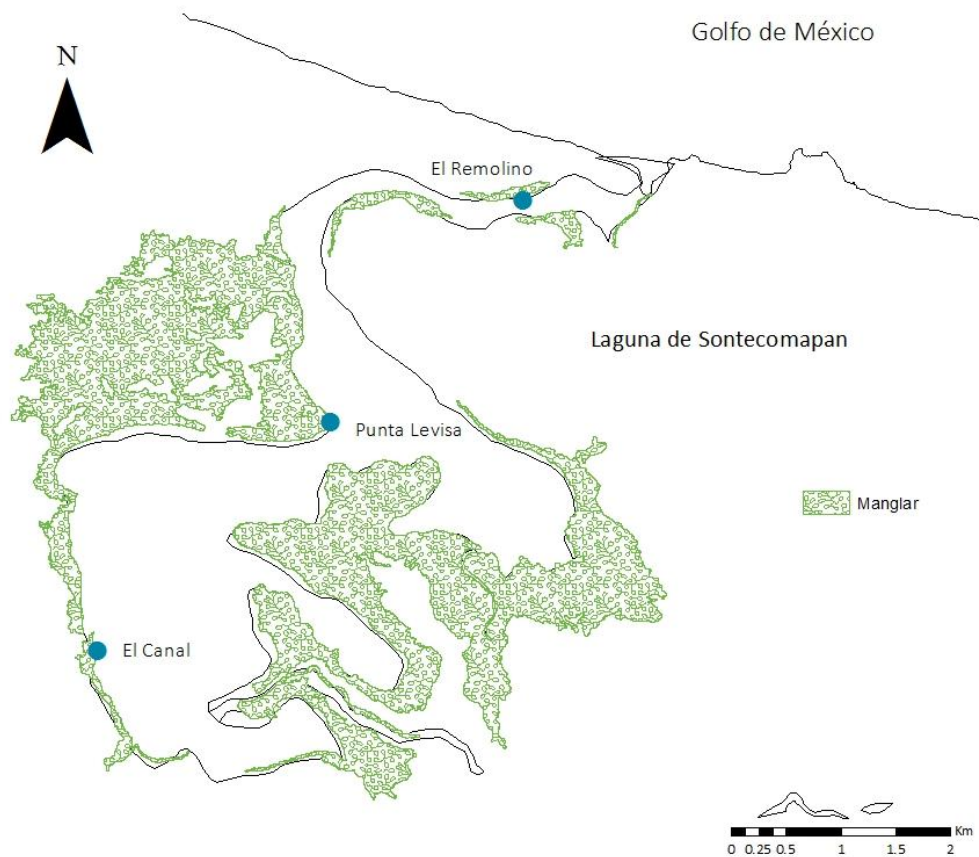 Golfo de México
N
El Remolino
Laguna de Sontecomapan
Punta Levisa
Manglar
El Canal
Km
0 0.25 0.5 1 1.5 2